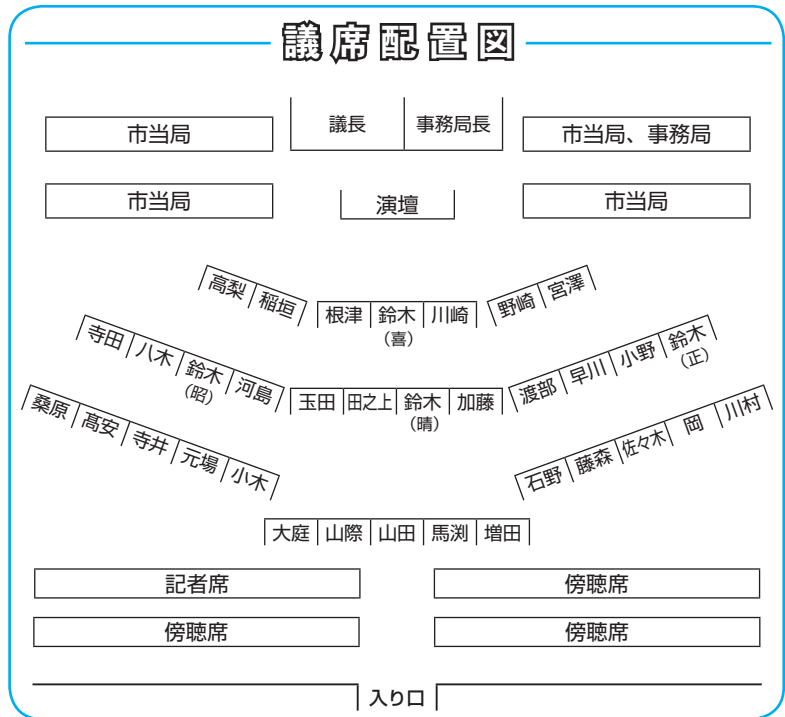 議席配置図
議長 事務局長
市当局 市当局、事務局
市当局 演壇 市当局
高梨 稲垣 根津 鈴木(喜) 川崎 野崎 宮澤
寺田 八木 鈴木(昭) 河島 玉田 田之上 鈴木(晴) 加藤 渡部 早川 小野 鈴木(正)
桑原 髙安 寺井 元場 小木 石野 藤森 佐々木 岡 川村
大庭 山際 山田 馬渕 増田
記者席 傍聴席
傍聴席 傍聴席
入り口